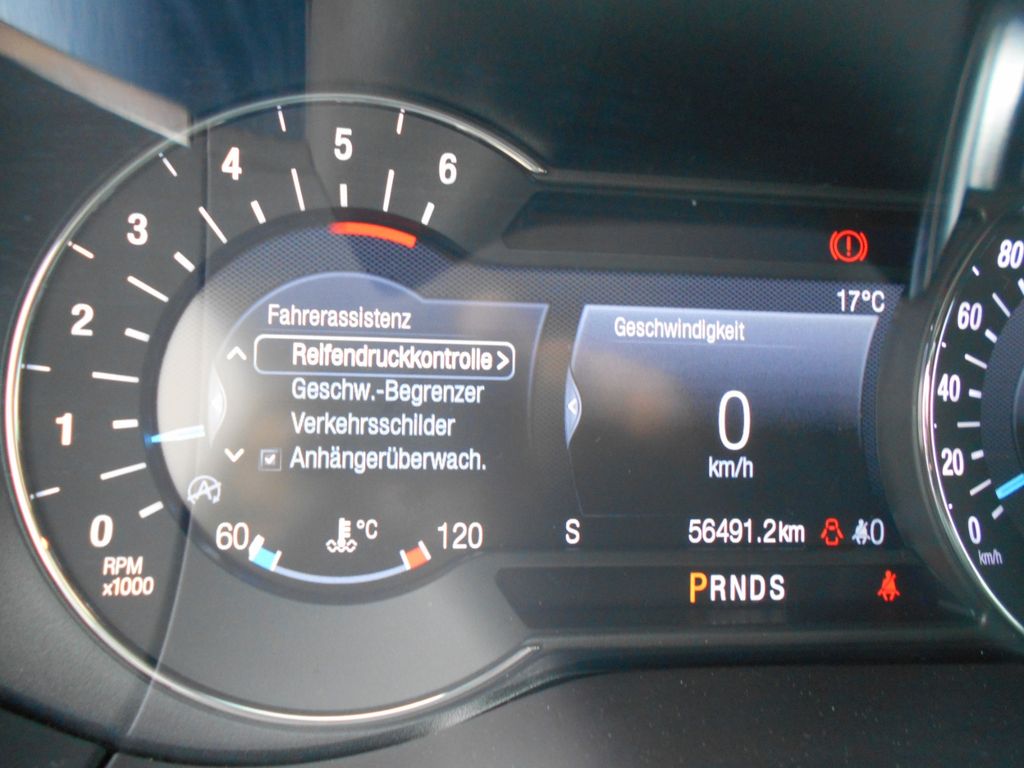 5
4
6
3
2
1
0
RPM
x1000
Fahrerassistenz
Reifendruckkontrolle >
Geschw.-Begrenzer
Verkehrsschilder
Anhängerüberwach.
60 °C 120
17°C
Geschwindigkeit
0
km/h
S 56491.2km 0
PRNDS
80
60
40
20
0
km/h